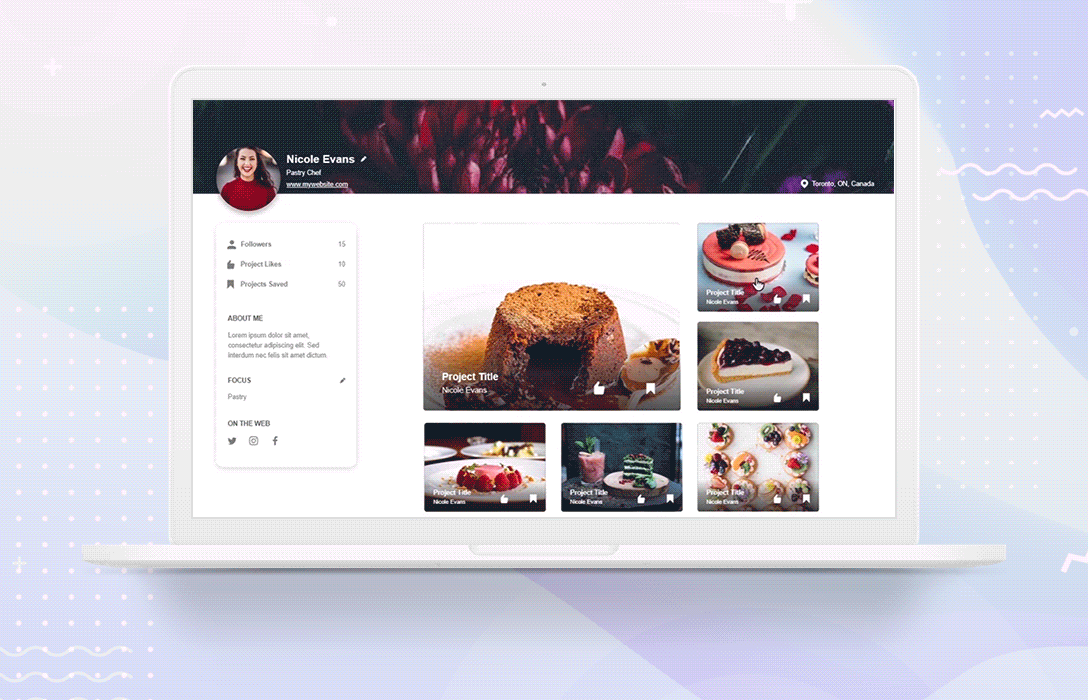 Nicole Evans
Pastry Chef
www.mywebsite.com
Toronto, ON, Canada
Followers 15
Project Likes 10
Projects Saved 50
ABOUT ME
Lorem ipsum dolor sit amet,
consectetur adipiscing elit. Sed
interdum nec felis sit amet dictum.
FOCUS
Pastry
ON THE WEB
Project Title
Nicole Evans
Project Title
Nicole Evans
Project Title
Nicole Evans
Project Title
Nicole Evans
Project Title
Nicole Evans
Project Title
Nicole Evans